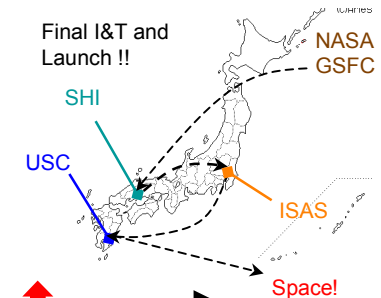 Final I&T and
Launch !!
NASA
GSFC
SHI
USC
ISAS
Space!